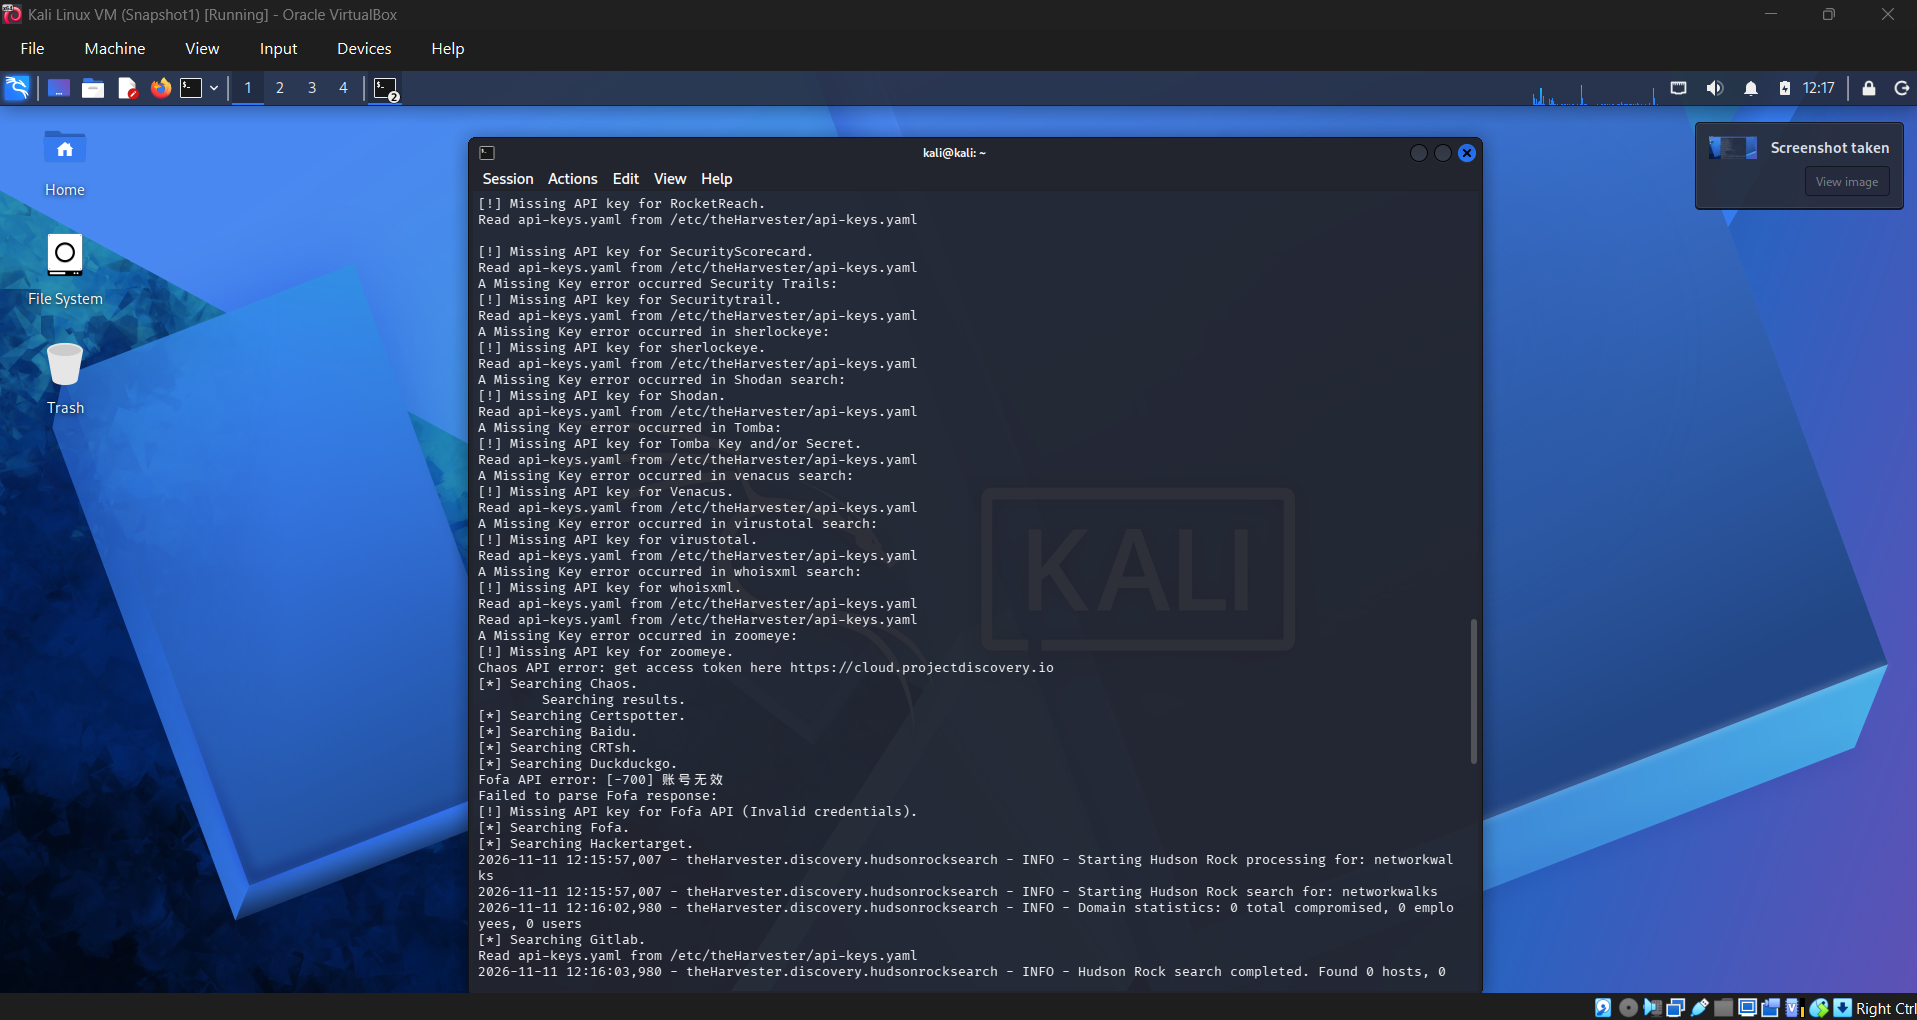 Kali Linux VM (Snapshot1) [Running] - Oracle VirtualBox
File Machine View Input Devices Help
1 2 3 4 2 12:17
Home
File System
Trash
Screenshot taken
View image
kali@kali: ~
Session Actions Edit View Help
[!] Missing API key for RocketReach.
Read api-keys.yaml from /etc/theHarvester/api-keys.yaml
[!] Missing API key for SecurityScorecard.
Read api-keys.yaml from /etc/theHarvester/api-keys.yaml
A Missing Key error occurred Security Trails:
[!] Missing API key for Securitytrail.
Read api-keys.yaml from /etc/theHarvester/api-keys.yaml
A Missing Key error occurred in sherlockeye:
[!] Missing API key for sherlockeye.
Read api-keys.yaml from /etc/theHarvester/api-keys.yaml
A Missing Key error occurred in Shodan search:
[!] Missing API key for Shodan.
Read api-keys.yaml from /etc/theHarvester/api-keys.yaml
A Missing Key error occurred in Tomba:
[!] Missing API key for Tomba Key and/or Secret.
Read api-keys.yaml from /etc/theHarvester/api-keys.yaml
A Missing Key error occurred in venacus search:
[!] Missing API key for Venacus.
Read api-keys.yaml from /etc/theHarvester/api-keys.yaml
A Missing Key error occurred in virustotal search:
[!] Missing API key for virustotal.
Read api-keys.yaml from /etc/theHarvester/api-keys.yaml
A Missing Key error occurred in whoisxml search:
[!] Missing API key for whoisxml.
Read api-keys.yaml from /etc/theHarvester/api-keys.yaml
Read api-keys.yaml from /etc/theHarvester/api-keys.yaml
A Missing Key error occurred in zoomeye:
[!] Missing API key for zoomeye.
Chaos API error: get access token here https://cloud.projectdiscovery.io
[*] Searching Chaos.
Searching results.
[*] Searching Certspotter.
[*] Searching Baidu.
[*] Searching CRTsh.
[*] Searching Duckduckgo.
Fofa API error: [-700] 账号无效
Failed to parse Fofa response:
[!] Missing API key for Fofa API (Invalid credentials).
[*] Searching Fofa.
[*] Searching Hackertarget.
2026-11-11 12:15:57,007 - theHarvester.discovery.hudsonrocksearch - INFO - Starting Hudson Rock processing for: networkwal
ks
2026-11-11 12:15:57,007 - theHarvester.discovery.hudsonrocksearch - INFO - Starting Hudson Rock search for: networkwalks
2026-11-11 12:16:02,980 - theHarvester.discovery.hudsonrocksearch - INFO - Domain statistics: 0 total compromised, 0 emplo
yees, 0 users
[*] Searching Gitlab.
Read api-keys.yaml from /etc/theHarvester/api-keys.yaml
2026-11-11 12:16:03,980 - theHarvester.discovery.hudsonrocksearch - INFO - Hudson Rock search completed. Found 0 hosts, 0
KALI
Right Ctrl